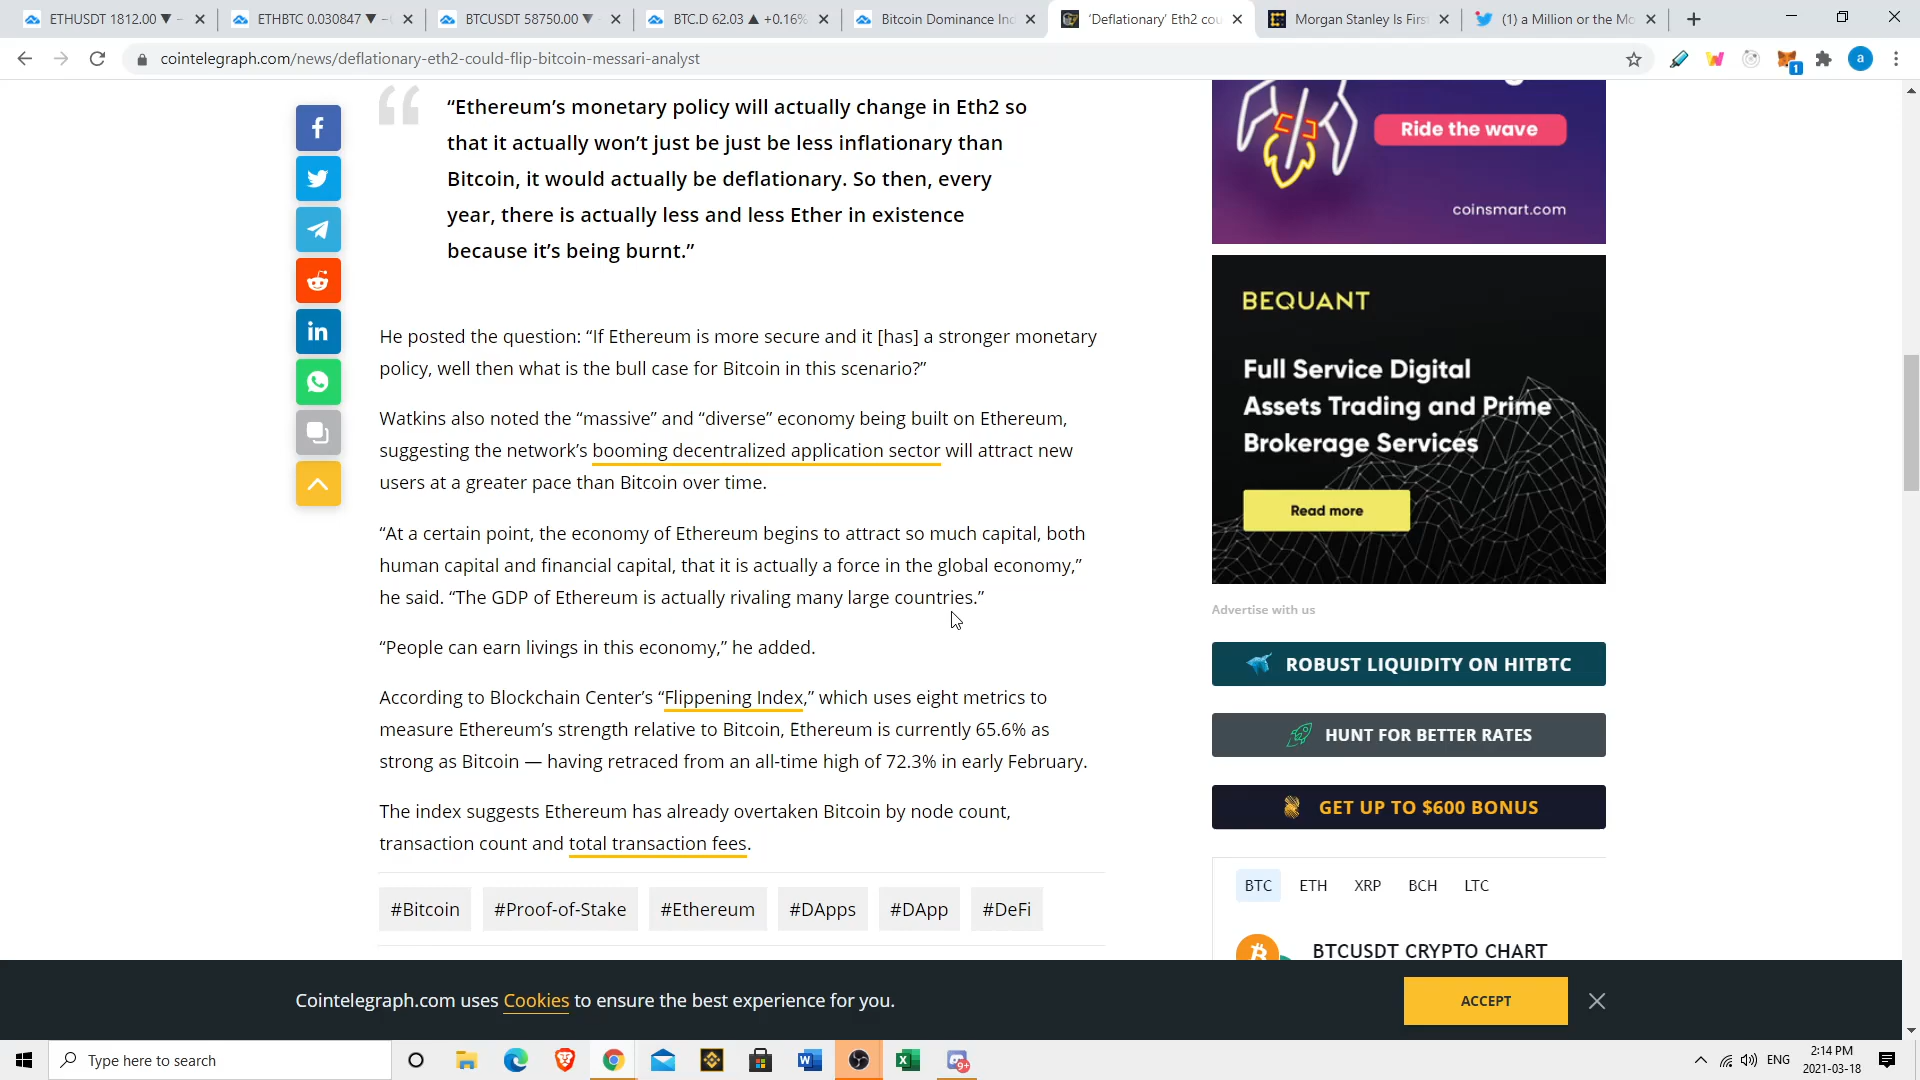 ETHUSDT 1812.00 ▼ −
ETHBTC 0.030847 ▼ −
BTCUSDT 58750.00 ▼
BTC.D 62.03 ▲ +0.16%
Bitcoin Dominance Ind
'Deflationary' Eth2 cou
Morgan Stanley Is First
(1) a Million or the Mo
cointelegraph.com/news/deflationary-eth2-could-flip-bitcoin-messari-analyst
1
a
“Ethereum’s monetary policy will actually change in Eth2 so
that it actually won’t just be just be less inflationary than
Bitcoin, it would actually be deflationary. So then, every
year, there is actually less and less Ether in existence
because it’s being burnt.”
He posted the question: “If Ethereum is more secure and it [has] a stronger monetary
policy, well then what is the bull case for Bitcoin in this scenario?”
Watkins also noted the “massive” and “diverse” economy being built on Ethereum,
suggesting the network’s booming decentralized application sector will attract new
users at a greater pace than Bitcoin over time.
“At a certain point, the economy of Ethereum begins to attract so much capital, both
human capital and financial capital, that it is actually a force in the global economy,”
he said. “The GDP of Ethereum is actually rivaling many large countries.”
“People can earn livings in this economy,” he added.
According to Blockchain Center’s “Flippening Index,” which uses eight metrics to
measure Ethereum’s strength relative to Bitcoin, Ethereum is currently 65.6% as
strong as Bitcoin — having retraced from an all-time high of 72.3% in early February.
The index suggests Ethereum has already overtaken Bitcoin by node count,
transaction count and total transaction fees.
#Bitcoin
#Proof-of-Stake
#Ethereum
#DApps
#DApp
#DeFi
Ride the wave
coinsmart.com
BEQUANT
Full Service Digital
Assets Trading and Prime
Brokerage Services
Read more
Advertise with us
ROBUST LIQUIDITY ON HITBTC
HUNT FOR BETTER RATES
GET UP TO $600 BONUS
BTC ETH XRP BCH LTC
BTCUSDT CRYPTO CHART
Cointelegraph.com uses Cookies to ensure the best experience for you.
ACCEPT
Type here to search
9+
ENG
2:14 PM
2021-03-18